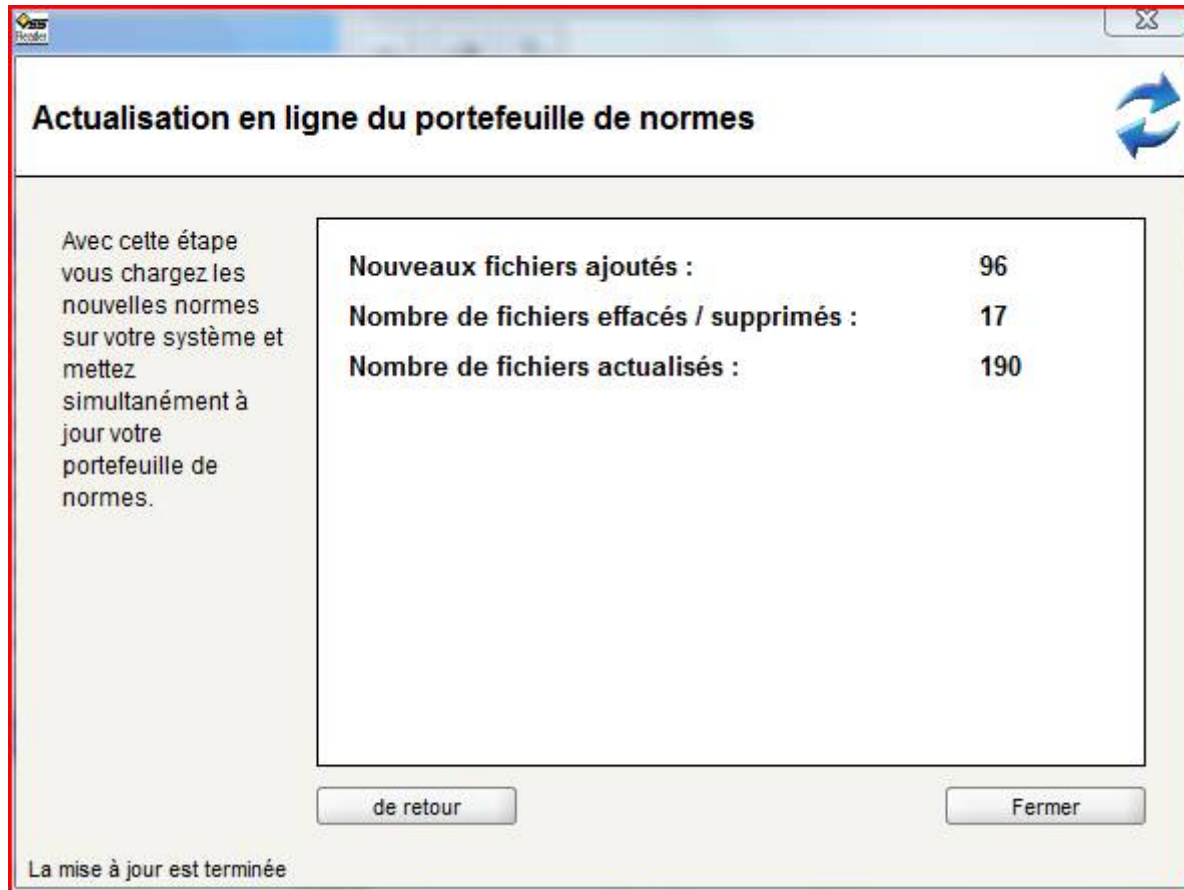 VSS
Reader
Actualisation en ligne du portefeuille de normes
Avec cette étape
vous chargez les
nouvelles normes
sur votre système et
mettez
simultanément à
jour votre
portefeuille de
normes.
Nouveaux fichiers ajoutés : 96
Nombre de fichiers effacés / supprimés : 17
Nombre de fichiers actualisés : 190
de retour
Fermer
La mise à jour est terminée